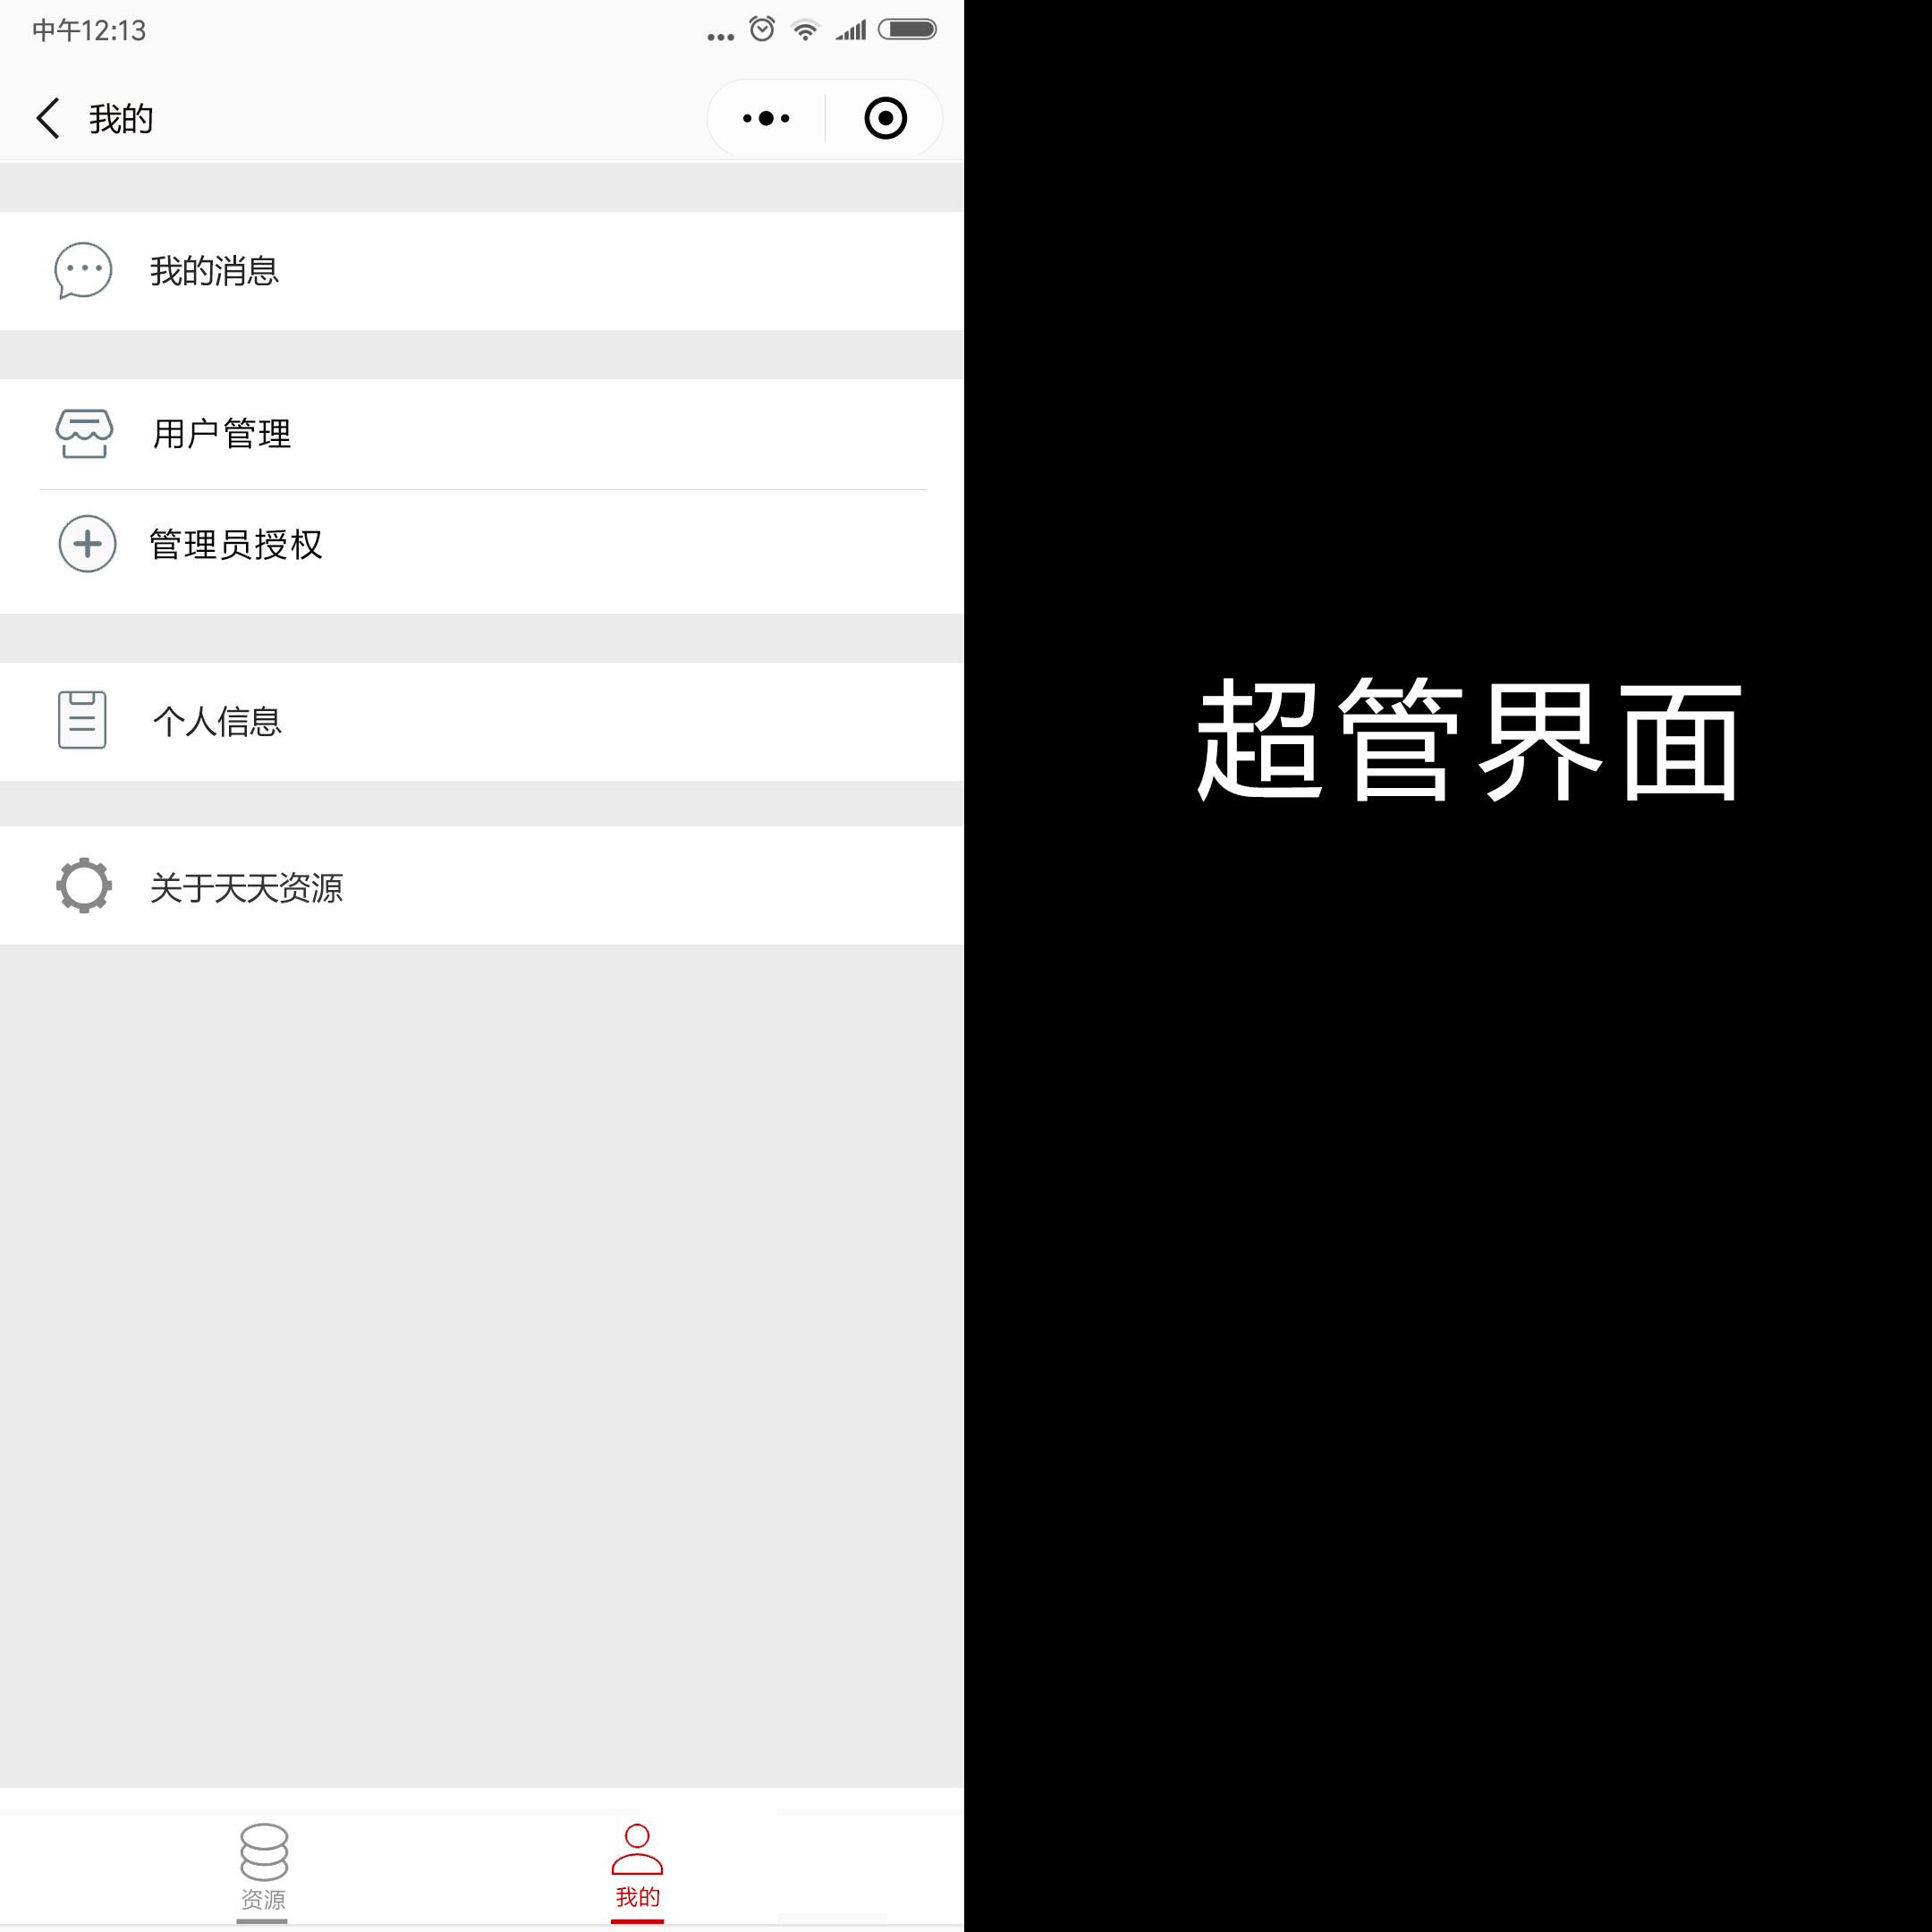 中午12:13
我的
我的消息
用户管理
管理员授权
个人信息
关于天天资源
资源
我的
超管界面